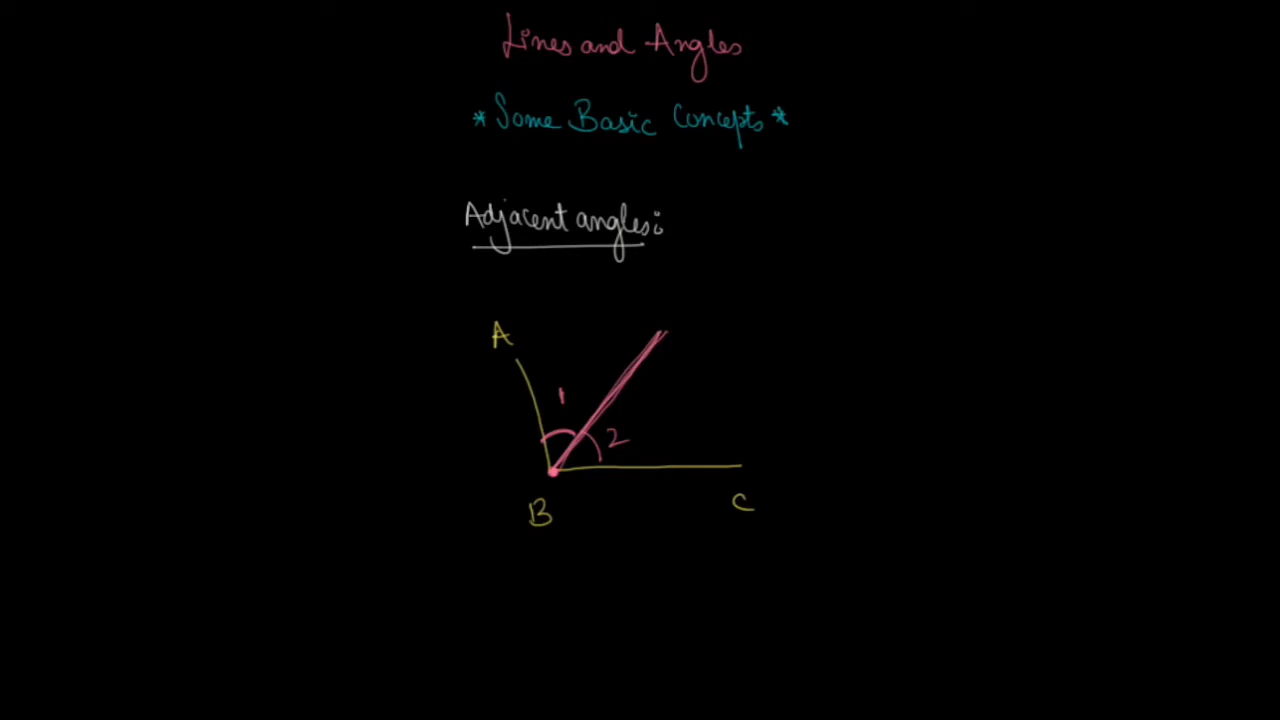 Lines and Angles
*Some Basic Concepts*
Adjacent angles:
A
1
2
B
C